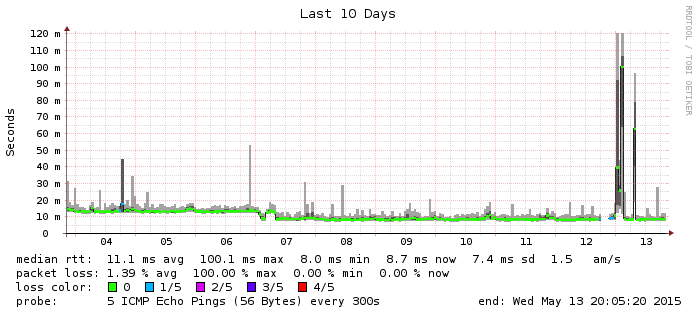 Last 10 Days
RRDTOOL / TOBI OETIKER
Seconds
120 m
110 m
100 m
90 m
80 m
70 m
60 m
50 m
40 m
30 m
20 m
10 m
0
04 05 06 07 08 09 10 11 12 13
median rtt: 11.1 ms avg 100.1 ms max 8.0 ms min 8.7 ms now 7.4 ms sd 1.5 am/s
packet loss: 1.39 % avg 100.00 % max 0.00 % min 0.00 % now
loss color: 0 1/5 2/5 3/5 4/5
probe: 5 ICMP Echo Pings (56 Bytes) every 300s end: Wed May 13 20:05:20 2015